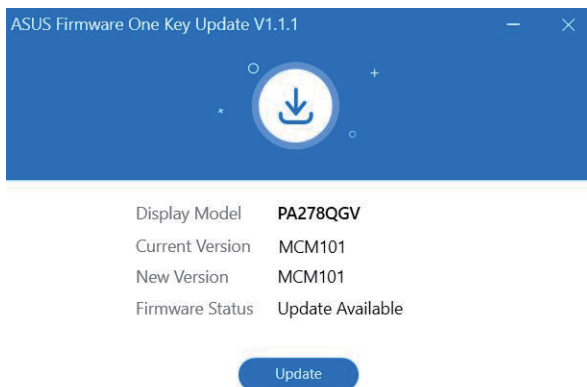 ASUS Firmware One Key Update V1.1.1
Display Model PA278QGV
Current Version MCM101
New Version MCM101
Firmware Status Update Available
Update